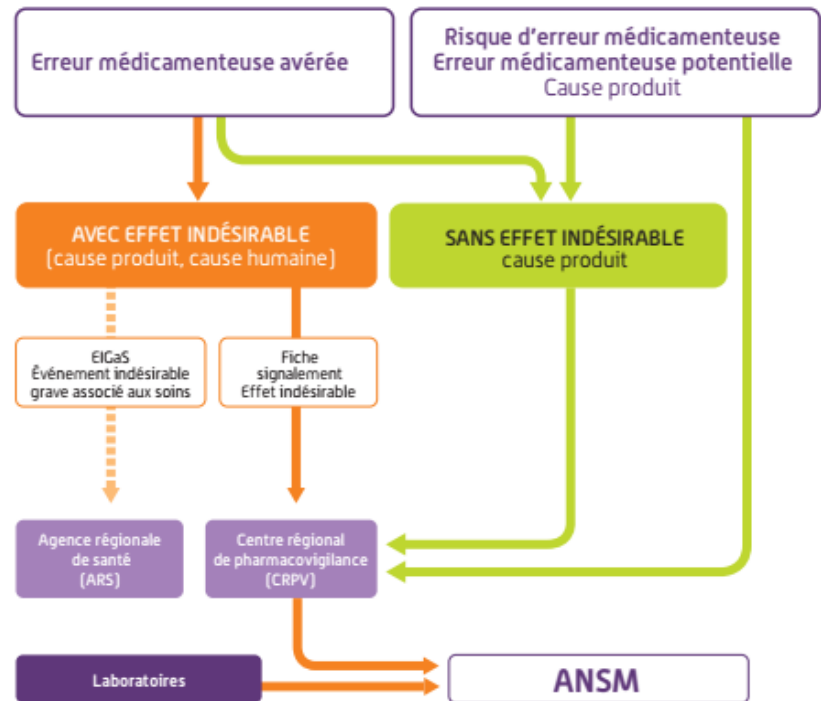 Erreur médicamenteuse avérée
Risque d'erreur médicamenteuse
Erreur médicamenteuse potentielle
Cause produit
AVEC EFFET INDÉSIRABLE
(cause produit, cause humaine)
SANS EFFET INDÉSIRABLE
cause produit
EIGaS
Événement indésirable
grave associé aux soins
Fiche
signalement
Effet indésirable
Agence régionale
de santé
(ARS)
Centre régional
de pharmacovigilance
(CRPV)
Laboratoires
ANSM